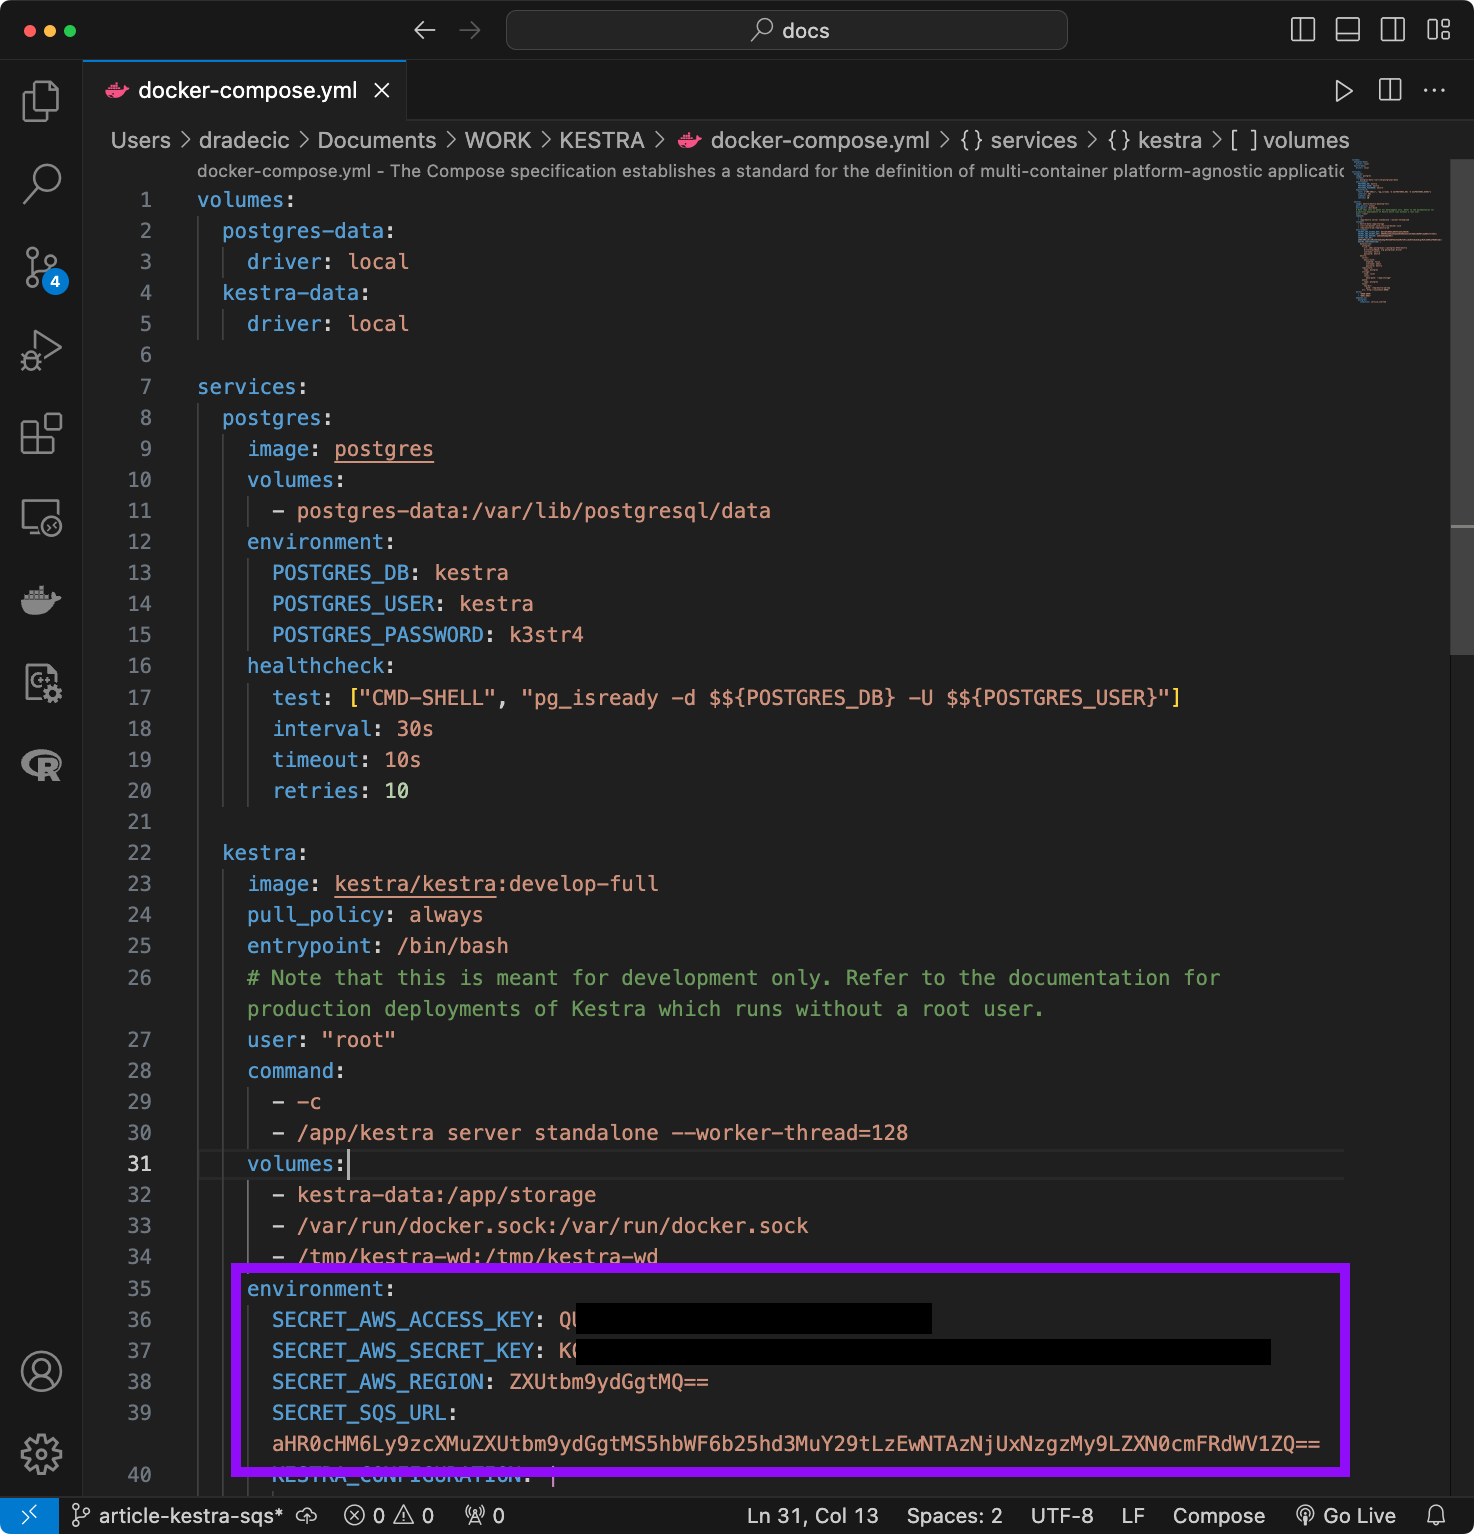 docs
docker-compose.yml
Users > dradecic > Documents > WORK > KESTRA > docker-compose.yml > {} services > {} kestra > [ ] volumes
docker-compose.yml - The Compose specification establishes a standard for the definition of multi-container platform-agnostic applicatio
1 volumes:
2 postgres-data:
3 driver: local
4 kestra-data:
5 driver: local
6
7 services:
8 postgres:
9 image: postgres
10 volumes:
11 - postgres-data:/var/lib/postgresql/data
12 environment:
13 POSTGRES_DB: kestra
14 POSTGRES_USER: kestra
15 POSTGRES_PASSWORD: k3str4
16 healthcheck:
17 test: ["CMD-SHELL", "pg_isready -d $${POSTGRES_DB} -U $${POSTGRES_USER}"]
18 interval: 30s
19 timeout: 10s
20 retries: 10
21
22 kestra:
23 image: kestra/kestra:develop-full
24 pull_policy: always
25 entrypoint: /bin/bash
26 # Note that this is meant for development only. Refer to the documentation for
production deployments of Kestra which runs without a root user.
27 user: "root"
28 command:
29 - -c
30 - /app/kestra server standalone --worker-thread=128
31 volumes:
32 - kestra-data:/app/storage
33 - /var/run/docker.sock:/var/run/docker.sock
34 - /tmp/kestra-wd:/tmp/kestra-wd
35 environment:
36 SECRET_AWS_ACCESS_KEY:
37 SECRET_AWS_SECRET_KEY:
38 SECRET_AWS_REGION: ZXUtbm9ydGgtMQ==
39 SECRET_SQS_URL:
aHR0cHM6Ly9zcXMuZXUtbm9ydGgtMS5hbWF6b25hd3MuY29tLzEwNTAzNjUxNzgzMy9LZXN0cmFRdWV1ZQ==
40 KESTRA_CONFIGURATION: |
4
article-kestra-sqs* 0 0 0 Ln 31, Col 13 Spaces: 2 UTF-8 LF Compose Go Live